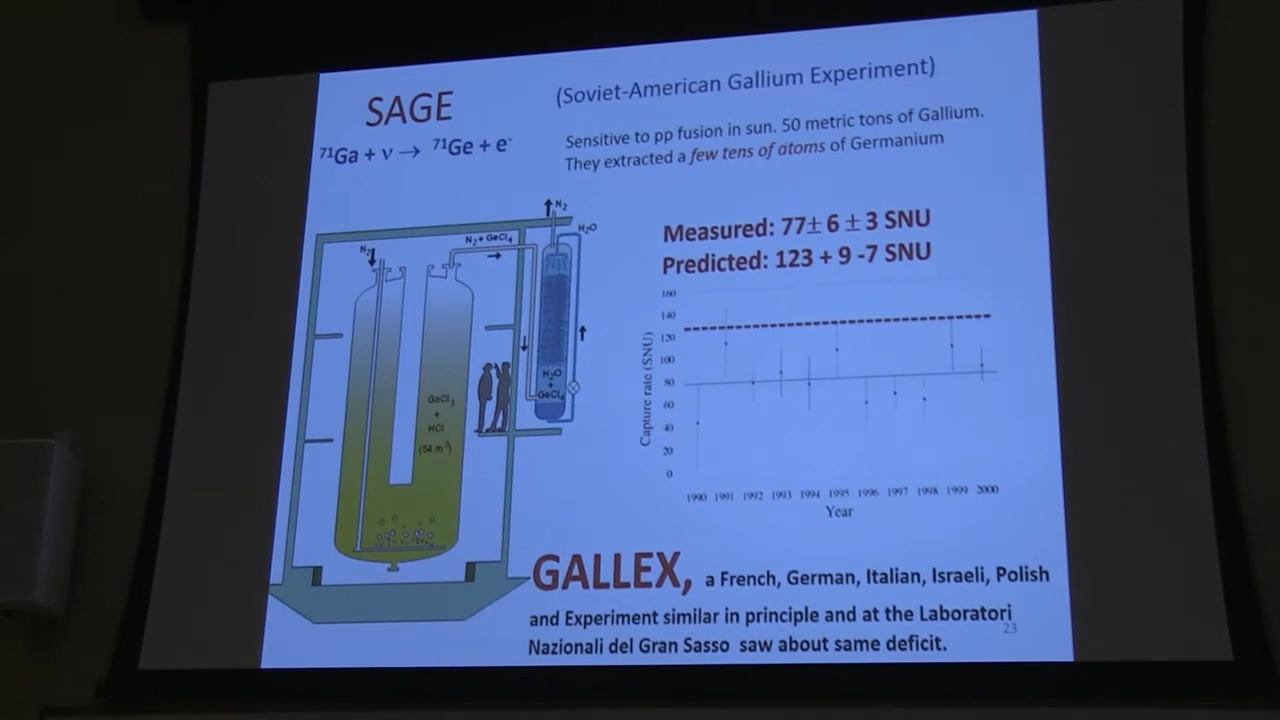 SAGE
(Soviet-American Gallium Experiment)
⁷¹Ga + ν → ⁷¹Ge + e⁻
Sensitive to pp fusion in sun. 50 metric tons of Gallium.
They extracted a few tens of atoms of Germanium
Measured: 77± 6 ± 3 SNU
Predicted: 123 + 9 -7 SNU
N₂
H₂O
N₂+ GeCl₄
N₂
GaCl₃
+
HCl
(54 m³)
H₂O
+
GeCl₄
Capture rate (SNU)
160
140
120
100
80
60
40
20
0
1990 1991 1992 1993 1994 1995 1996 1997 1998 1999 2000
Year
GALLEX, a French, German, Italian, Israeli, Polish
and Experiment similar in principle and at the Laboratori
Nazionali del Gran Sasso saw about same deficit.
23